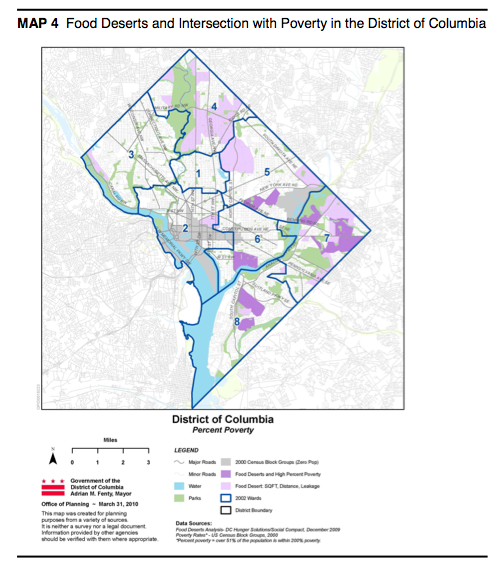 MAP 4 Food Deserts and Intersection with Poverty in the District of Columbia
4
3
1
5
2
6
7
8
NEW YORK AVE NE
District of Columbia
Percent Poverty
Miles
0 1 2 3
N
Government of the
District of Columbia
Adrian M. Fenty, Mayor
Office of Planning ~ March 31, 2010
This map was created for planning
purposes from a variety of sources.
It is neither a survey nor a legal document.
Information provided by other agencies
should be verified with them where appropriate.
LEGEND
Major Roads
Minor Roads
Water
Parks
2000 Census Block Groups (Zero Pop)
Food Deserts and High Percent Poverty
Food Desert: SQFT, Distance, Leakage
2002 Wards
District Boundary
Data Sources:
Food Deserts Analysis- DC Hunger Solutions/Social Compact, December 2009
Poverty Rates* - US Census Block Groups, 2000
*Percent poverty = over 51% of the population is within 200% poverty.